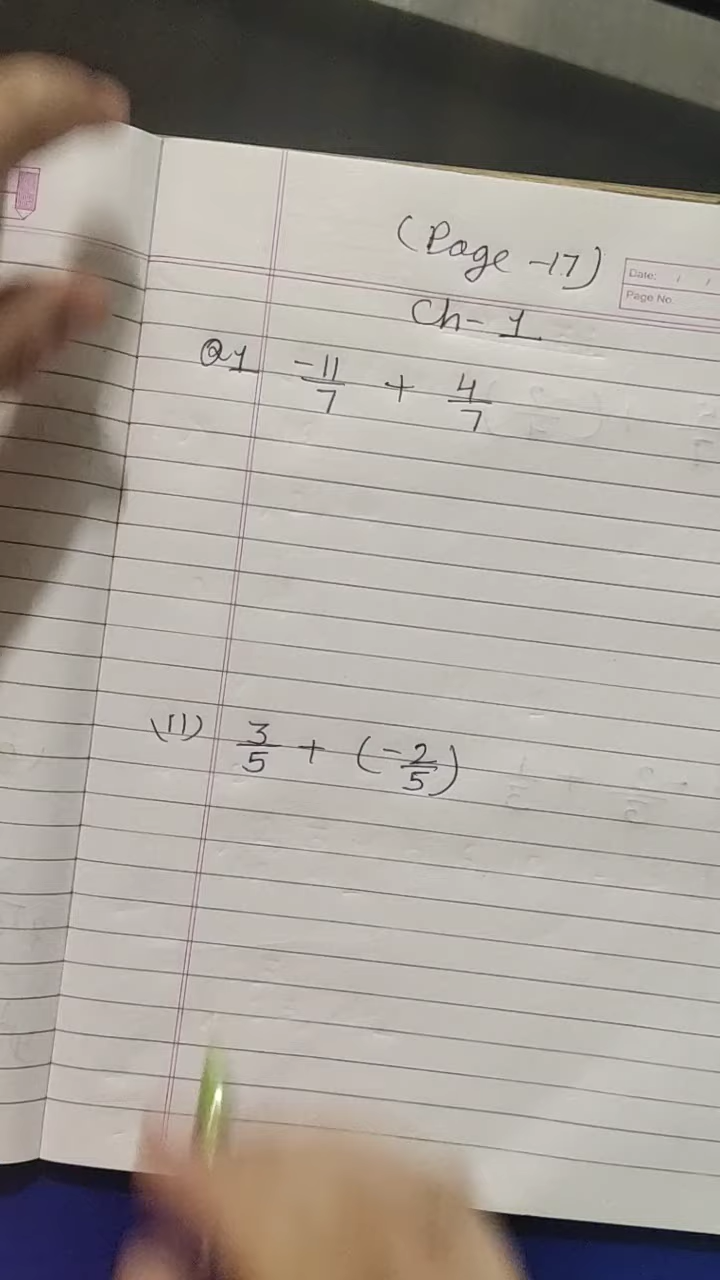 (Page -17)
Date: / /
Page No.
Ch-1
Q1 -11/7 + 4/7
(II) 3/5 + (-2/5)